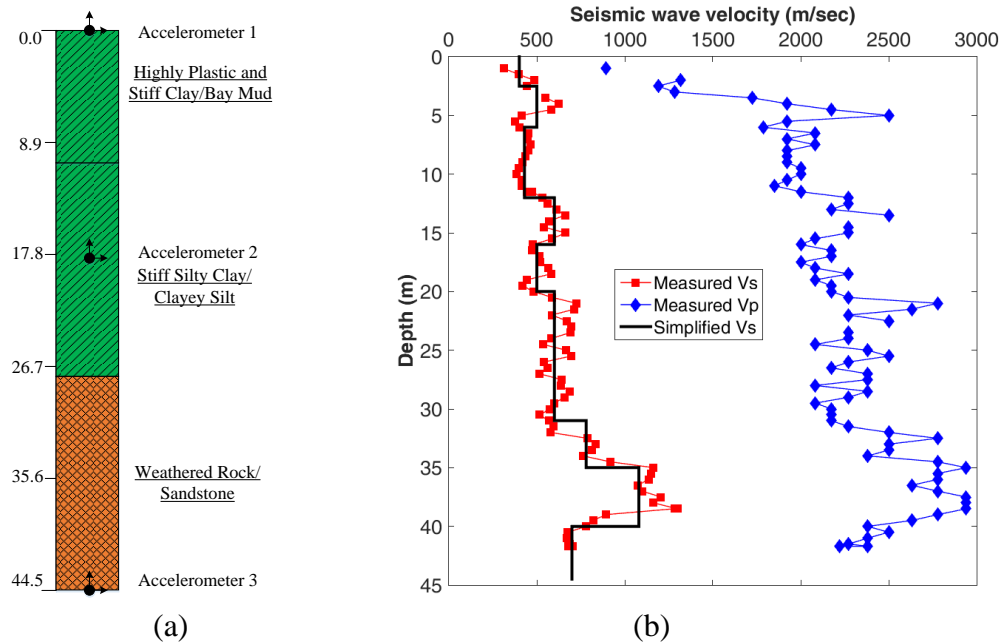 0.0
Accelerometer 1
Highly Plastic and
Stiff Clay/Bay Mud
8.9
17.8
Accelerometer 2
Stiff Silty Clay/
Clayey Silt
26.7
35.6
Weathered Rock/
Sandstone
44.5
Accelerometer 3
(a)
Seismic wave velocity (m/sec)
0 500 1000 1500 2000 2500 3000
0
5
10
15
20
25
30
35
40
45
Depth (m)
Measured Vs
Measured Vp
Simplified Vs
(b)